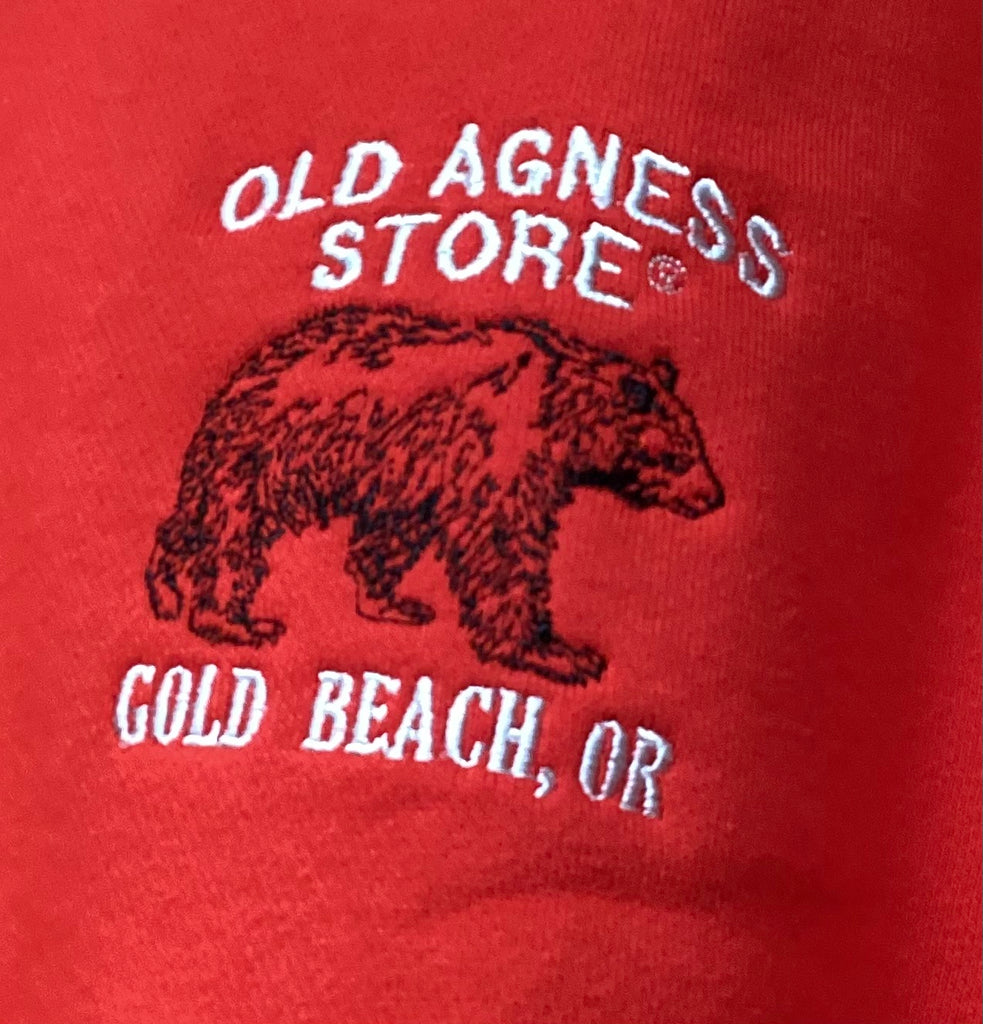 OLD AGNESS
STORE®
GOLD BEACH, OR